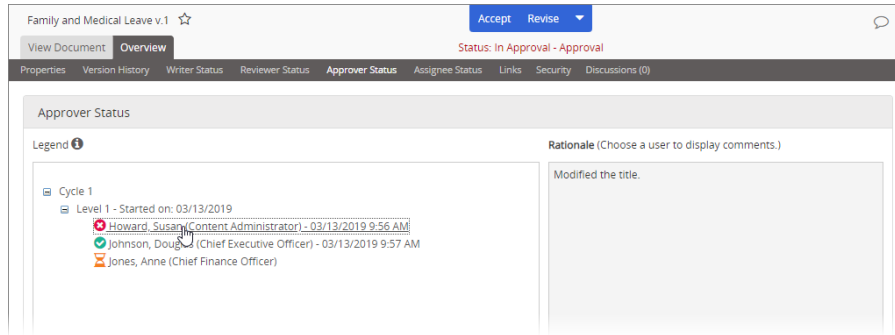 Family and Medical Leave v.1
Accept Revise
View Document Overview
Status: In Approval - Approval
Properties Version History Writer Status Reviewer Status Approver Status Assignee Status Links Security Discussions (0)
Approver Status
Legend
Rationale (Choose a user to display comments.)
Modified the title.
Cycle 1
Level 1 - Started on: 03/13/2019
Howard, Susan (Content Administrator) - 03/13/2019 9:56 AM
Johnson, (Chief Executive Officer) - 03/13/2019 9:57 AM
Jones, Anne (Chief Finance Officer)